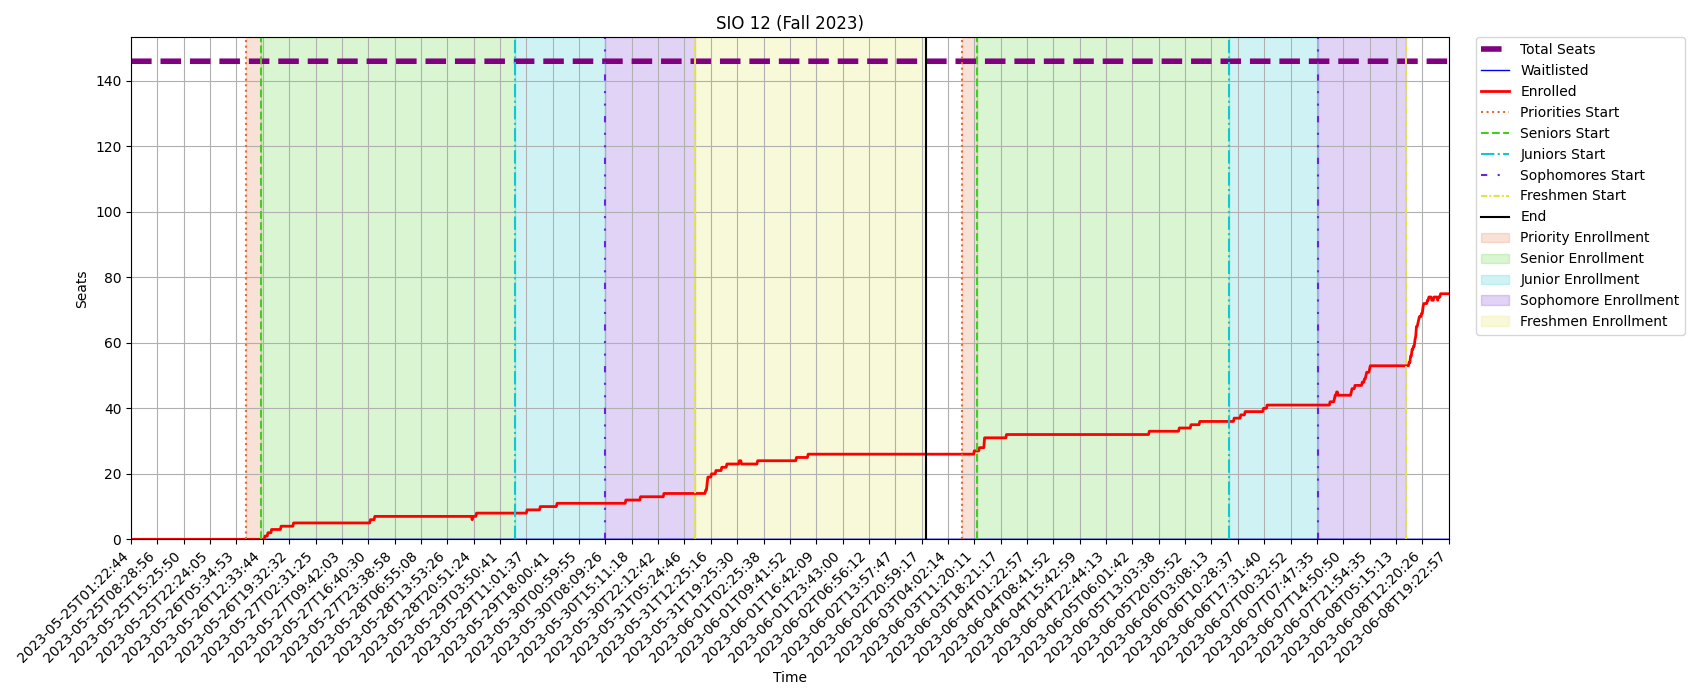 SIO 12 (Fall 2023)
Seats
140
120
100
80
60
40
20
0
2023-05-25T01:22:44
2023-05-25T08:28:56
2023-05-25T15:25:50
2023-05-25T22:24:05
2023-05-26T05:34:53
2023-05-26T12:33:44
2023-05-26T19:32:32
2023-05-27T02:31:25
2023-05-27T09:42:03
2023-05-27T16:40:30
2023-05-27T23:38:58
2023-05-28T06:55:08
2023-05-28T13:53:26
2023-05-28T20:51:24
2023-05-29T03:50:41
2023-05-29T11:01:37
2023-05-29T18:00:41
2023-05-30T00:59:55
2023-05-30T08:09:26
2023-05-30T15:11:18
2023-05-30T22:12:42
2023-05-31T05:24:46
2023-05-31T12:25:16
2023-05-31T19:25:30
2023-06-01T02:25:38
2023-06-01T09:41:52
2023-06-01T16:42:09
2023-06-01T23:43:00
2023-06-02T06:56:12
2023-06-02T13:57:47
2023-06-02T20:59:17
2023-06-03T04:02:14
2023-06-03T11:20:11
2023-06-03T18:21:17
2023-06-04T01:22:57
2023-06-04T08:41:52
2023-06-04T15:42:59
2023-06-04T22:44:13
2023-06-05T06:01:42
2023-06-05T13:03:38
2023-06-05T20:05:52
2023-06-06T03:08:13
2023-06-06T10:28:37
2023-06-06T17:31:40
2023-06-07T00:32:52
2023-06-07T07:47:35
2023-06-07T14:50:50
2023-06-07T21:54:35
2023-06-08T05:15:13
2023-06-08T12:20:26
2023-06-08T19:22:57
Time
Total Seats
Waitlisted
Enrolled
Priorities Start
Seniors Start
Juniors Start
Sophomores Start
Freshmen Start
End
Priority Enrollment
Senior Enrollment
Junior Enrollment
Sophomore Enrollment
Freshmen Enrollment